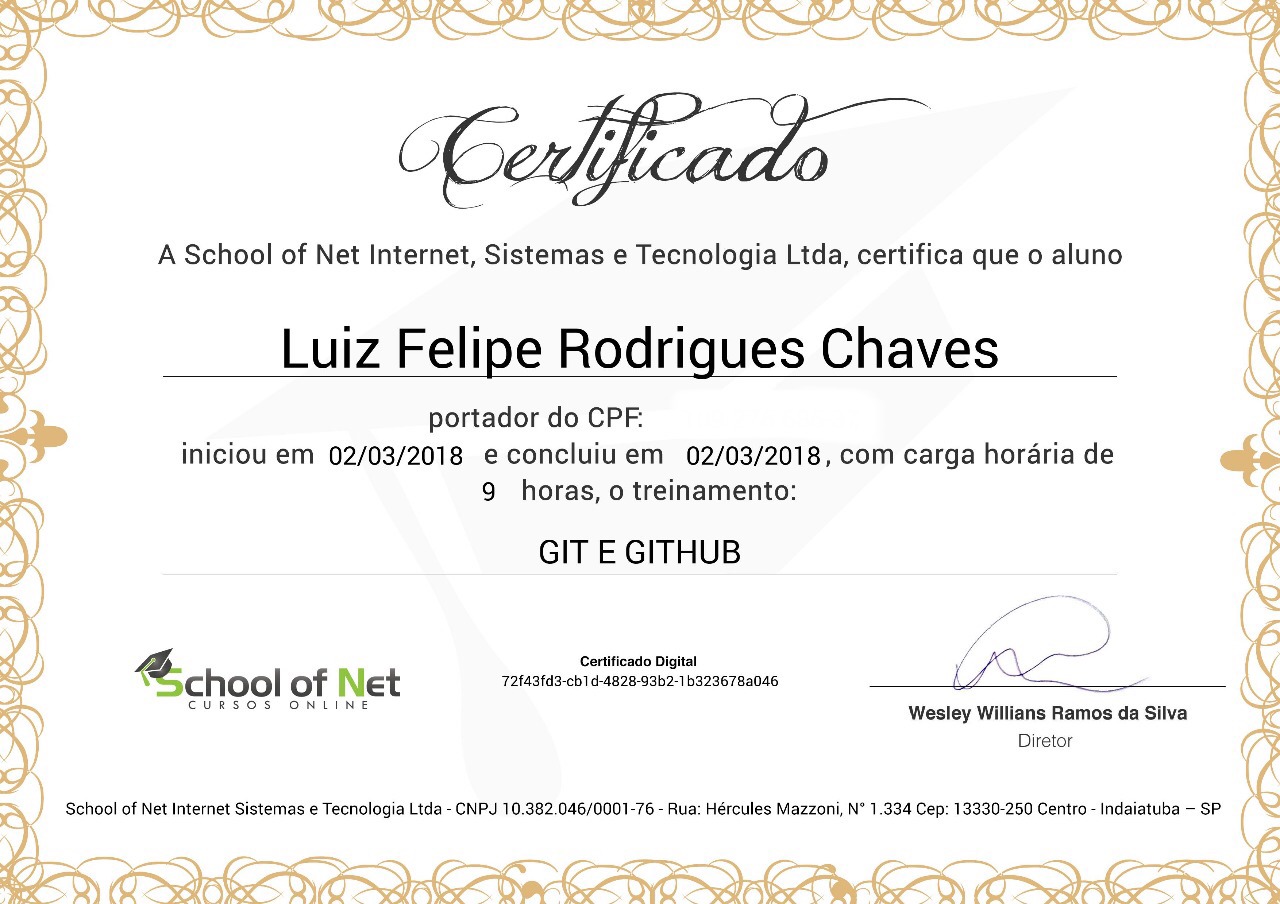 Certificado
A School of Net Internet, Sistemas e Tecnologia Ltda, certifica que o aluno
Luiz Felipe Rodrigues Chaves
portador do CPF:
iniciou em 02/03/2018 e concluiu em 02/03/2018, com carga horária de
9 horas, o treinamento:
GIT E GITHUB
School of Net
CURSOS ONLINE
Certificado Digital
72f43fd3-cb1d-4828-93b2-1b323678a046
Wesley Willians Ramos da Silva
Diretor
School of Net Internet Sistemas e Tecnologia Ltda - CNPJ 10.382.046/0001-76 - Rua: Hércules Mazzoni, N° 1.334 Cep: 13330-250 Centro - Indaiatuba – SP